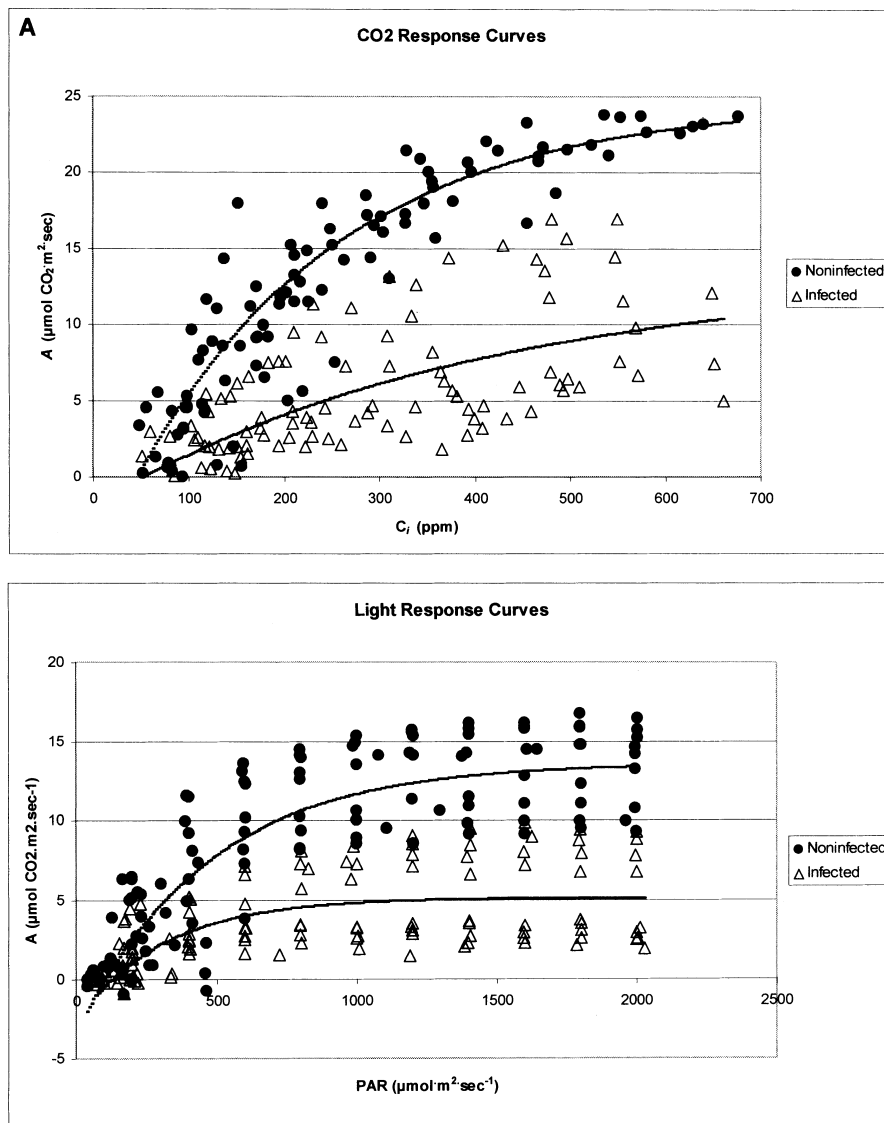 A
CO2 Response Curves
25
20
15
10
5
0
A (µmol CO₂·m²·sec)
0 100 200 300 400 500 600 700
Cᵢ (ppm)
Noninfected
Infected
Light Response Curves
20
15
10
5
0
-5
A (µmol CO2.m2.sec-1)
0 500 1000 1500 2000 2500
PAR (µmol·m²·sec⁻¹)
Noninfected
Infected